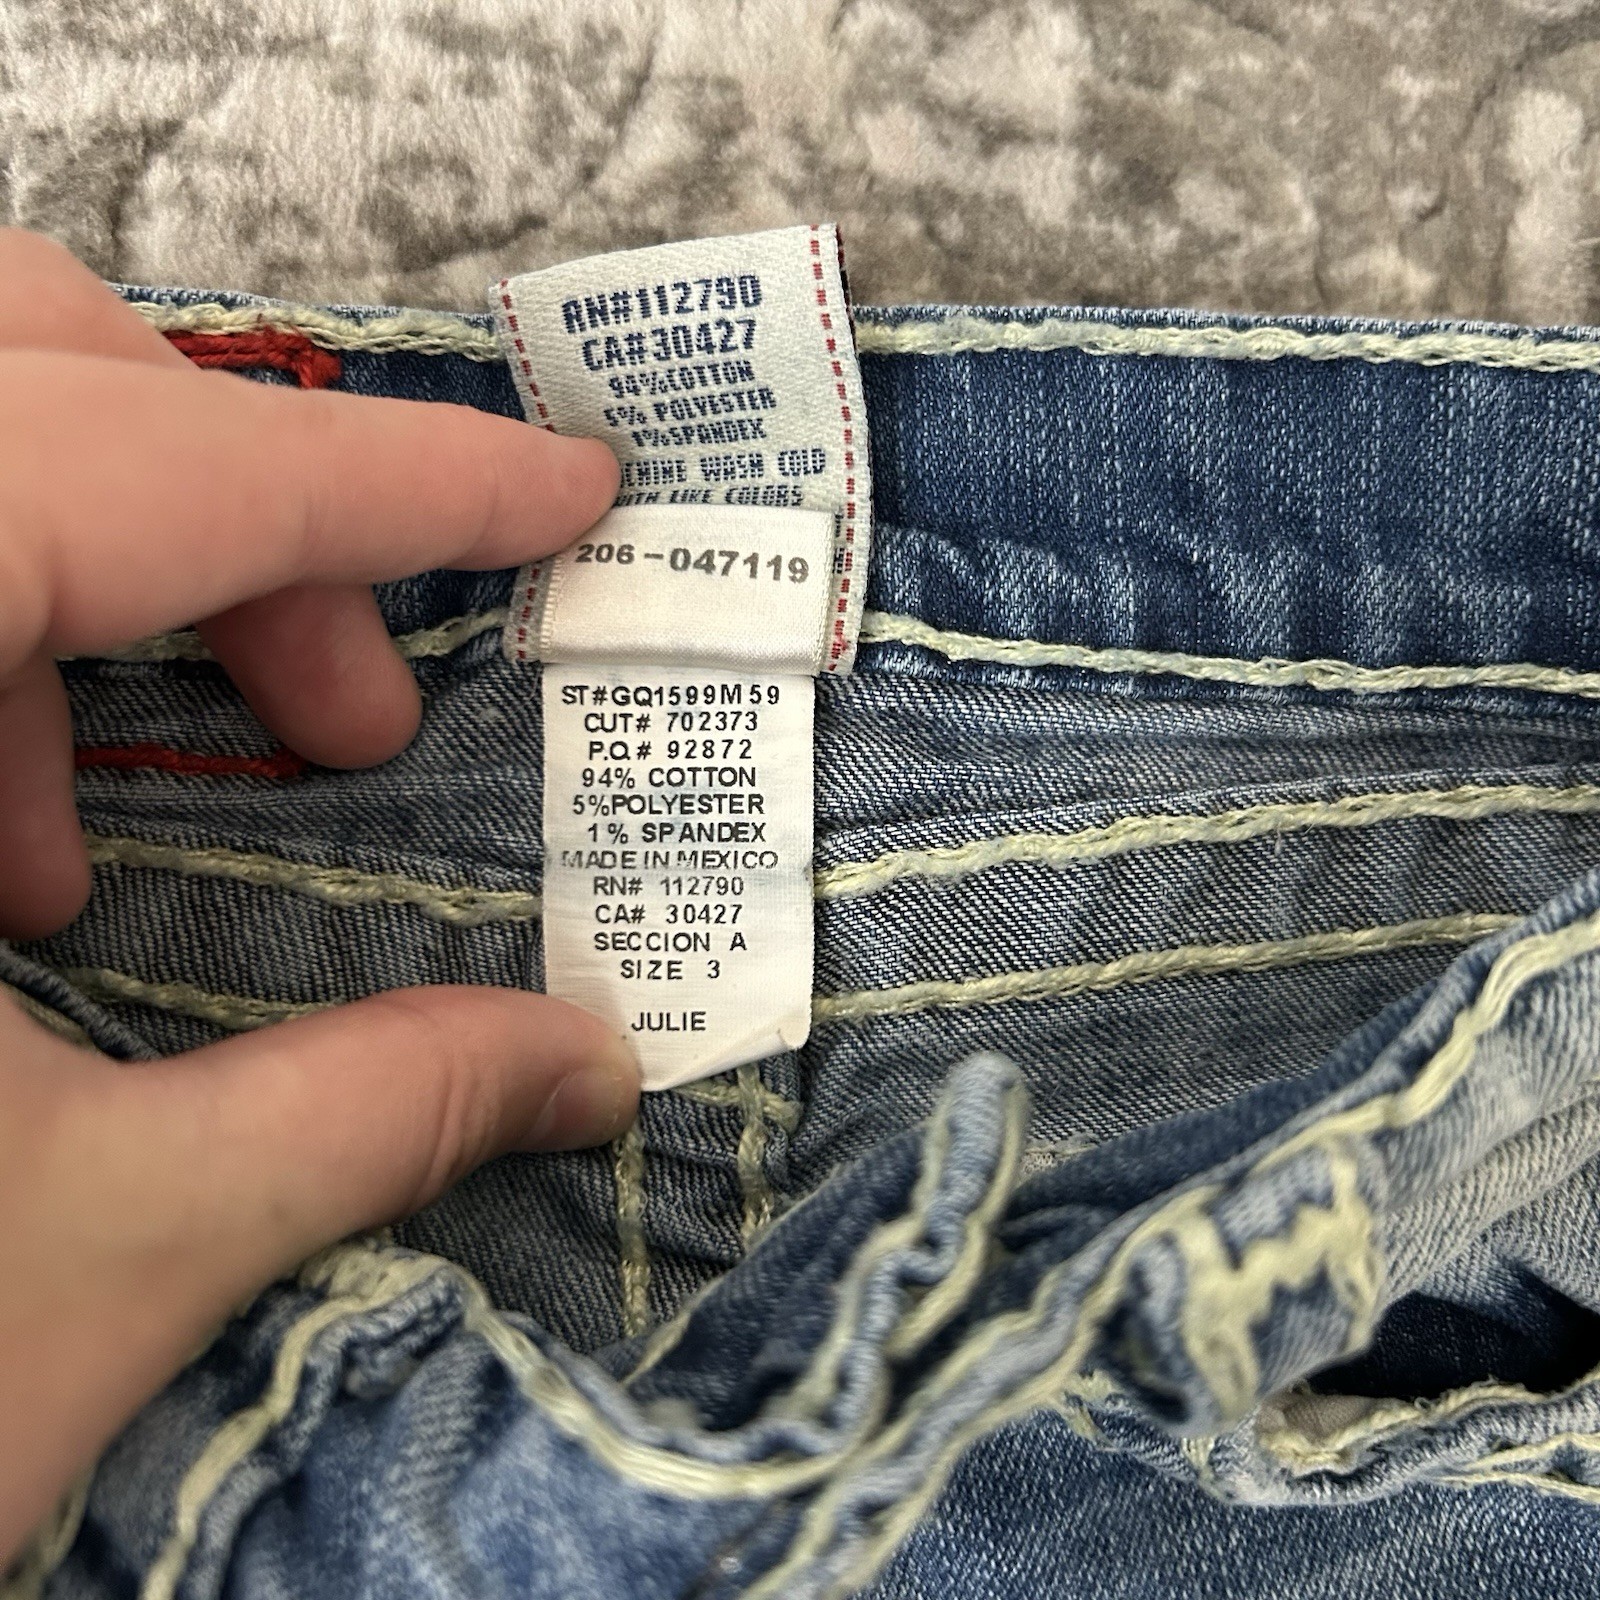 RN#112790
CA#30427
94%COTTON
5% POLYESTER
1%SPANDEX
WASH COLD
WITH LIKE COLORS
206-047119
ST#GQ1599M59
CUT# 702373
P.O.# 92872
94% COTTON
5%POLYESTER
1% SPANDEX
MADE IN MEXICO
RN# 112790
CA# 30427
SECCION A
SIZE 3
JULIE